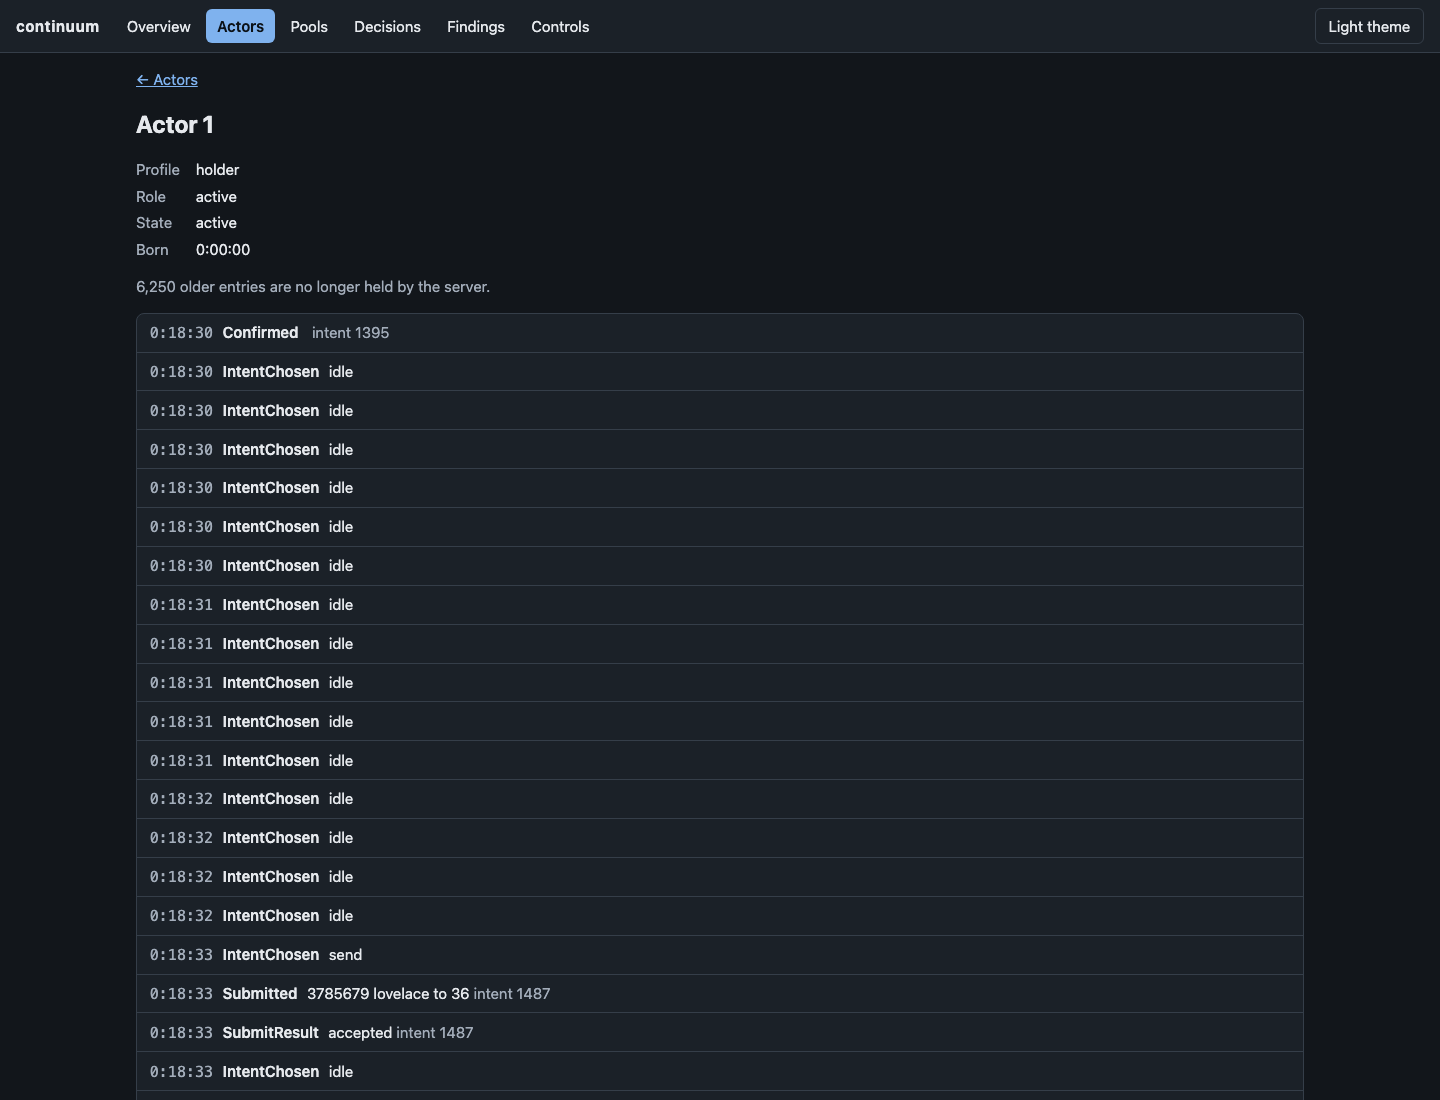 continuum Overview Actors Pools Decisions Findings Controls Light theme
← Actors
Actor 1
Profile holder
Role active
State active
Born 0:00:00
6,250 older entries are no longer held by the server.
0:18:30 Confirmed intent 1395
0:18:30 IntentChosen idle
0:18:30 IntentChosen idle
0:18:30 IntentChosen idle
0:18:30 IntentChosen idle
0:18:30 IntentChosen idle
0:18:30 IntentChosen idle
0:18:31 IntentChosen idle
0:18:31 IntentChosen idle
0:18:31 IntentChosen idle
0:18:31 IntentChosen idle
0:18:31 IntentChosen idle
0:18:32 IntentChosen idle
0:18:32 IntentChosen idle
0:18:32 IntentChosen idle
0:18:32 IntentChosen idle
0:18:33 IntentChosen send
0:18:33 Submitted 3785679 lovelace to 36 intent 1487
0:18:33 SubmitResult accepted intent 1487
0:18:33 IntentChosen idle